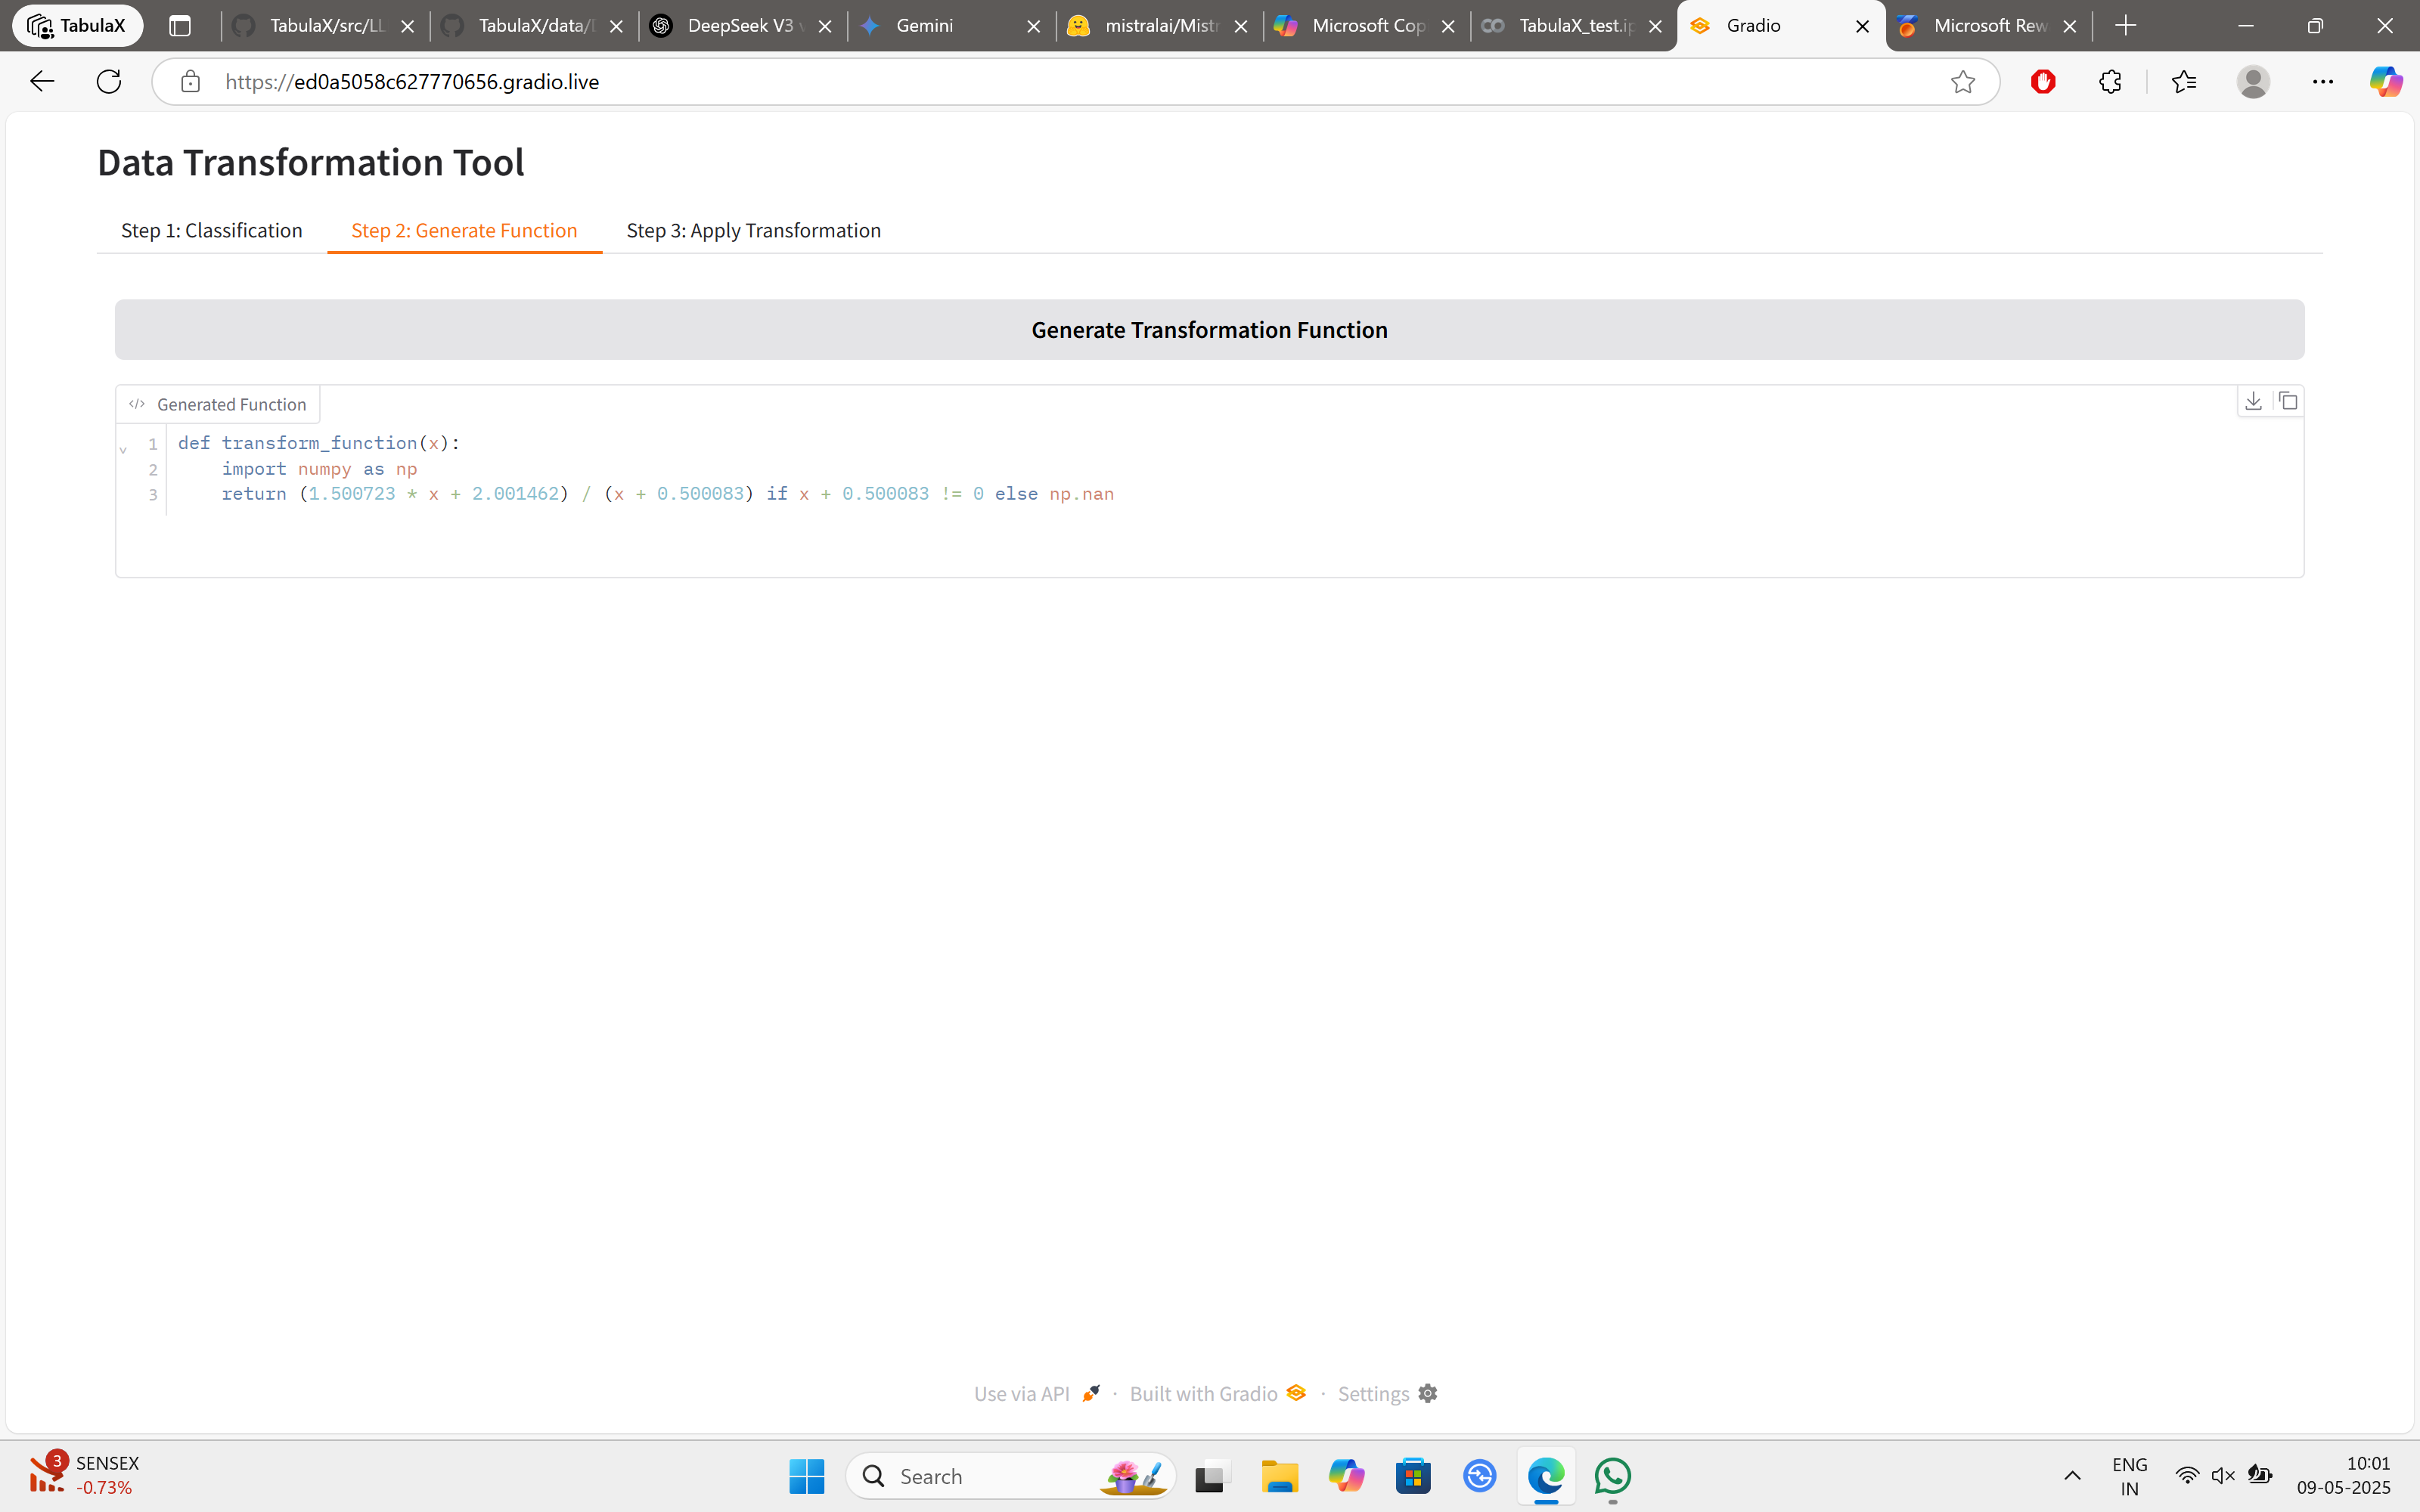 TabulaX
TabulaX/src/LL
TabulaX/data/
DeepSeek V3
Gemini
mistralai/Mistr
Microsoft Cop
TabulaX_test.ip
Gradio
Microsoft Rew
https://ed0a5058c627770656.gradio.live
Data Transformation Tool
Step 1: Classification
Step 2: Generate Function
Step 3: Apply Transformation
Generate Transformation Function
</> Generated Function
1 def transform_function(x):
2 import numpy as np
3 return (1.500723 * x + 2.001462) / (x + 0.500083) if x + 0.500083 != 0 else np.nan
Use via API · Built with Gradio · Settings
3
SENSEX
-0.73%
Search
ENG
IN
10:01
09-05-2025